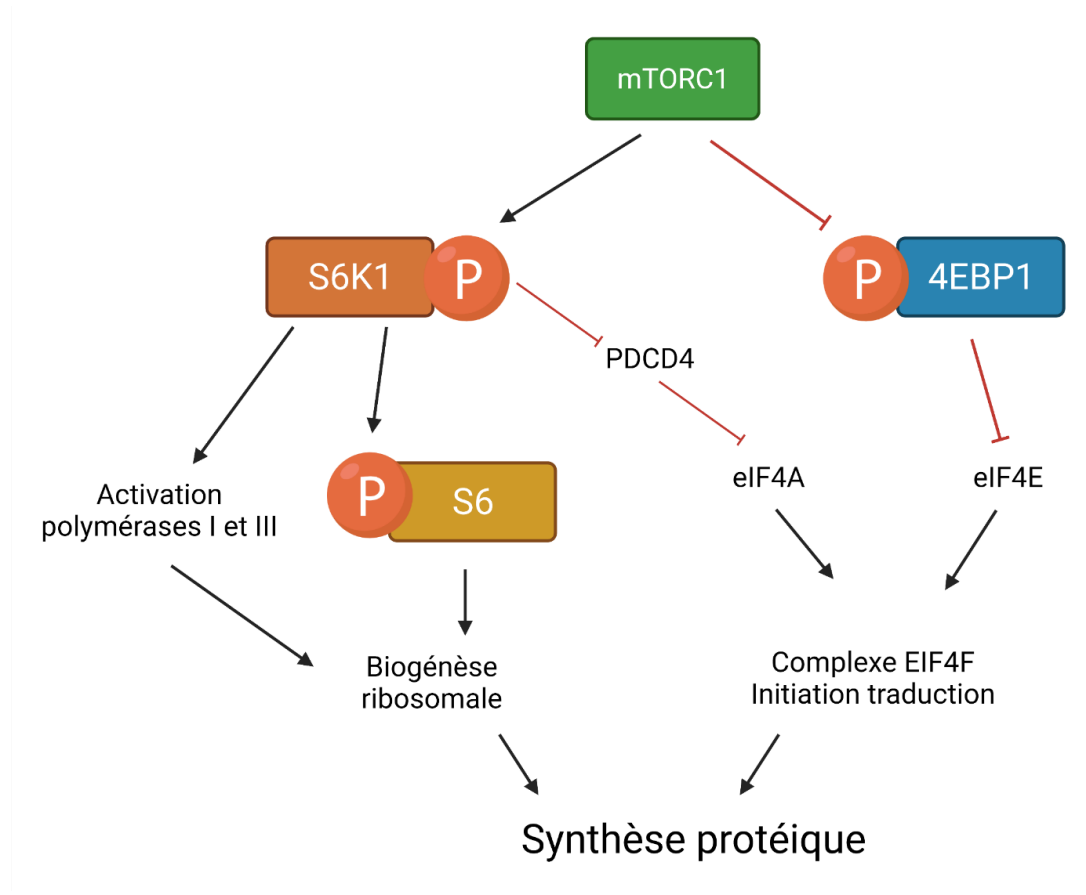 mTORC1
S6K1
P
P
4EBP1
PDCD4
eIF4A
eIF4E
Activation
polymérases I et III
P
S6
Biogénèse
ribosomale
Complexe EIF4F
Initiation traduction
Synthèse protéique